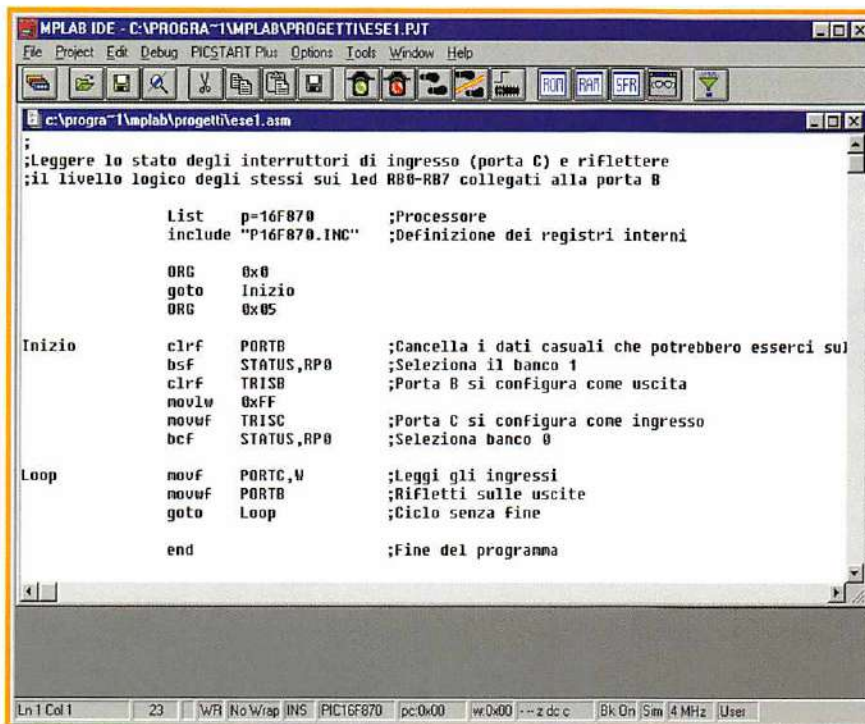 MPLAB IDE - C:\PROGRA~1\MPLAB\PROGETTI\ESE1.PJT
File Project Edit Debug PICSTART Plus Options Tools Window Help
ROM RAM SFR
c:\progra~1\mplab\progetti\ese1.asm
;
;Leggere lo stato degli interruttori di ingresso (porta C) e riflettere
;il livello logico degli stessi sui led RB0-RB7 collegati alla porta B
List p=16F870 ;Processore
include "P16F870.INC" ;Definizione dei registri interni
ORG 0x0
goto Inizio
ORG 0x05
Inizio clrf PORTB ;Cancella i dati casuali che potrebbero esserci sul
bsf STATUS,RP0 ;Seleziona il banco 1
clrf TRISB ;Porta B si configura come uscita
movlw 0xFF
movwf TRISC ;Porta C si configura come ingresso
bcf STATUS,RP0 ;Seleziona banco 0
Loop movf PORTC,W ;Leggi gli ingressi
movwf PORTB ;Rifletti sulle uscite
goto Loop ;Ciclo senza fine
end ;Fine del programma
Ln 1 Col 1 23 WR No Wrap INS PIC16F870 pc:0x00 w:0x00 - -- z dc c Bk On Sim 4 MHz User